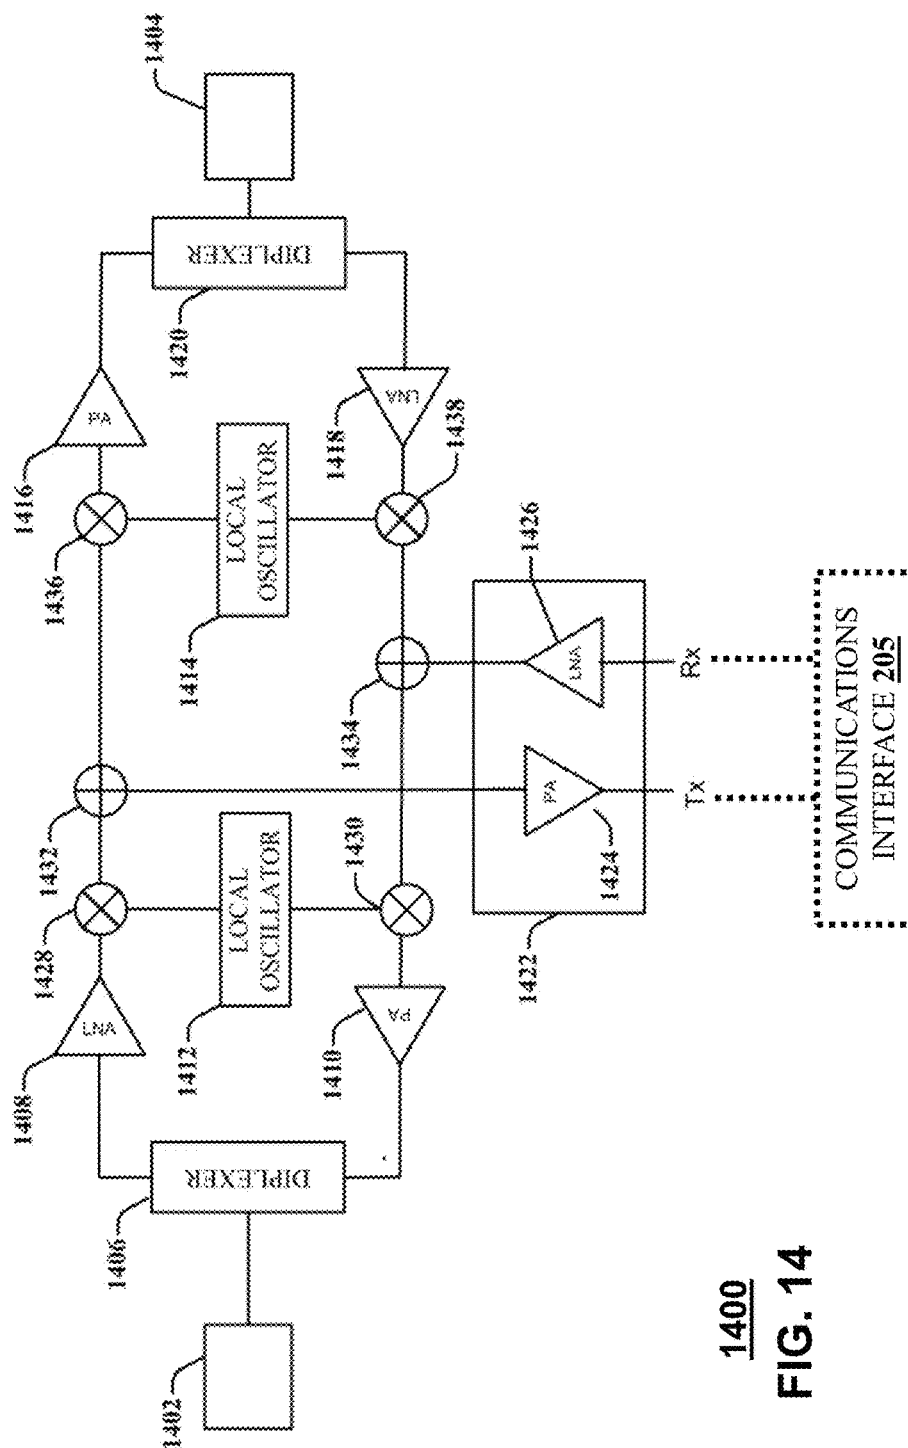 1404
DIPLEXER
1420
PA
1416
LNA
1418
1438
1436
LOCAL
OSCILLATOR
1414
1426
1434
LNA
Rx
COMMUNICATIONS
INTERFACE 205
PA
Tx
1424
1432
1428
LOCAL
OSCILLATOR
1430
1412
1422
LNA
1408
PA
1410
DIPLEXER
1406
1402
1400
FIG. 14